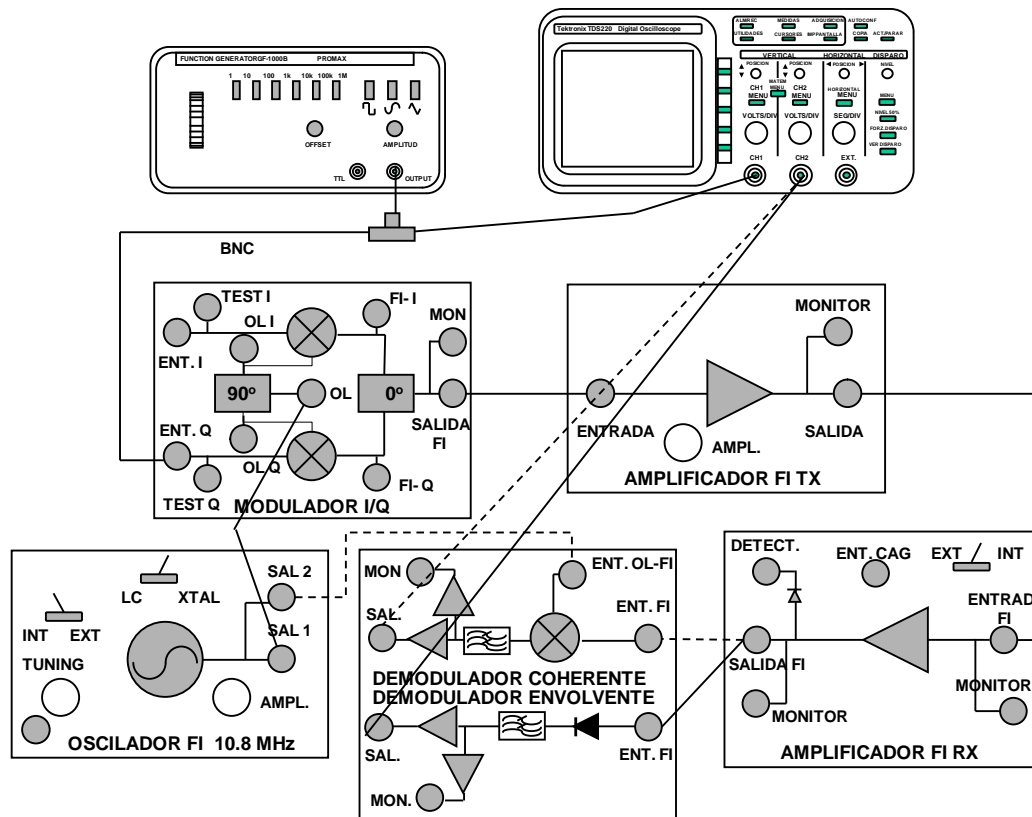 FUNCTION GENERATORGF-1000B PROMAX
1 10 100 1k 10k 100k 1M
OFFSET
AMPLITUD
TTL
OUTPUT
Tektronix TDS220 Digital Oscilloscope
ALM/REC MEDIDAS ADQUISICION AUTOCONF
UTILIDADES CURSORES IMPPANTALLA COPIA ACT./PARAR
VERTICAL HORIZONTAL DISPARO
POSICION POSICION POSICION NIVEL
MATEM
MENU
CH1
MENU
CH2
MENU
HORIZONTAL
MENU
MENU
VOLTS/DIV VOLTS/DIV SEG/DIV
NIVEL 50%
FORZ.DISPARO
VER DISPARO
CH1 CH2 EXT.
BNC
TEST I
OL I
FI- I
MON
ENT. I
90º
OL
0º
SALIDA
FI
ENT. Q
OL Q
TEST Q
FI- Q
MODULADOR I/Q
MONITOR
ENTRADA
AMPL.
SALIDA
AMPLIFICADOR FI TX
LC XTAL
SAL 2
INT EXT
SAL 1
TUNING
AMPL.
OSCILADOR FI 10.8 MHz
MON
ENT. OL-FI
SAL.
ENT. FI
DEMODULADOR COHERENTE
DEMODULADOR ENVOLVENTE
SAL.
ENT. FI
MON.
DETECT.
ENT. CAG
EXT INT
ENTRAD
FI
SALIDA FI
MONITOR
MONITOR
AMPLIFICADOR FI RX